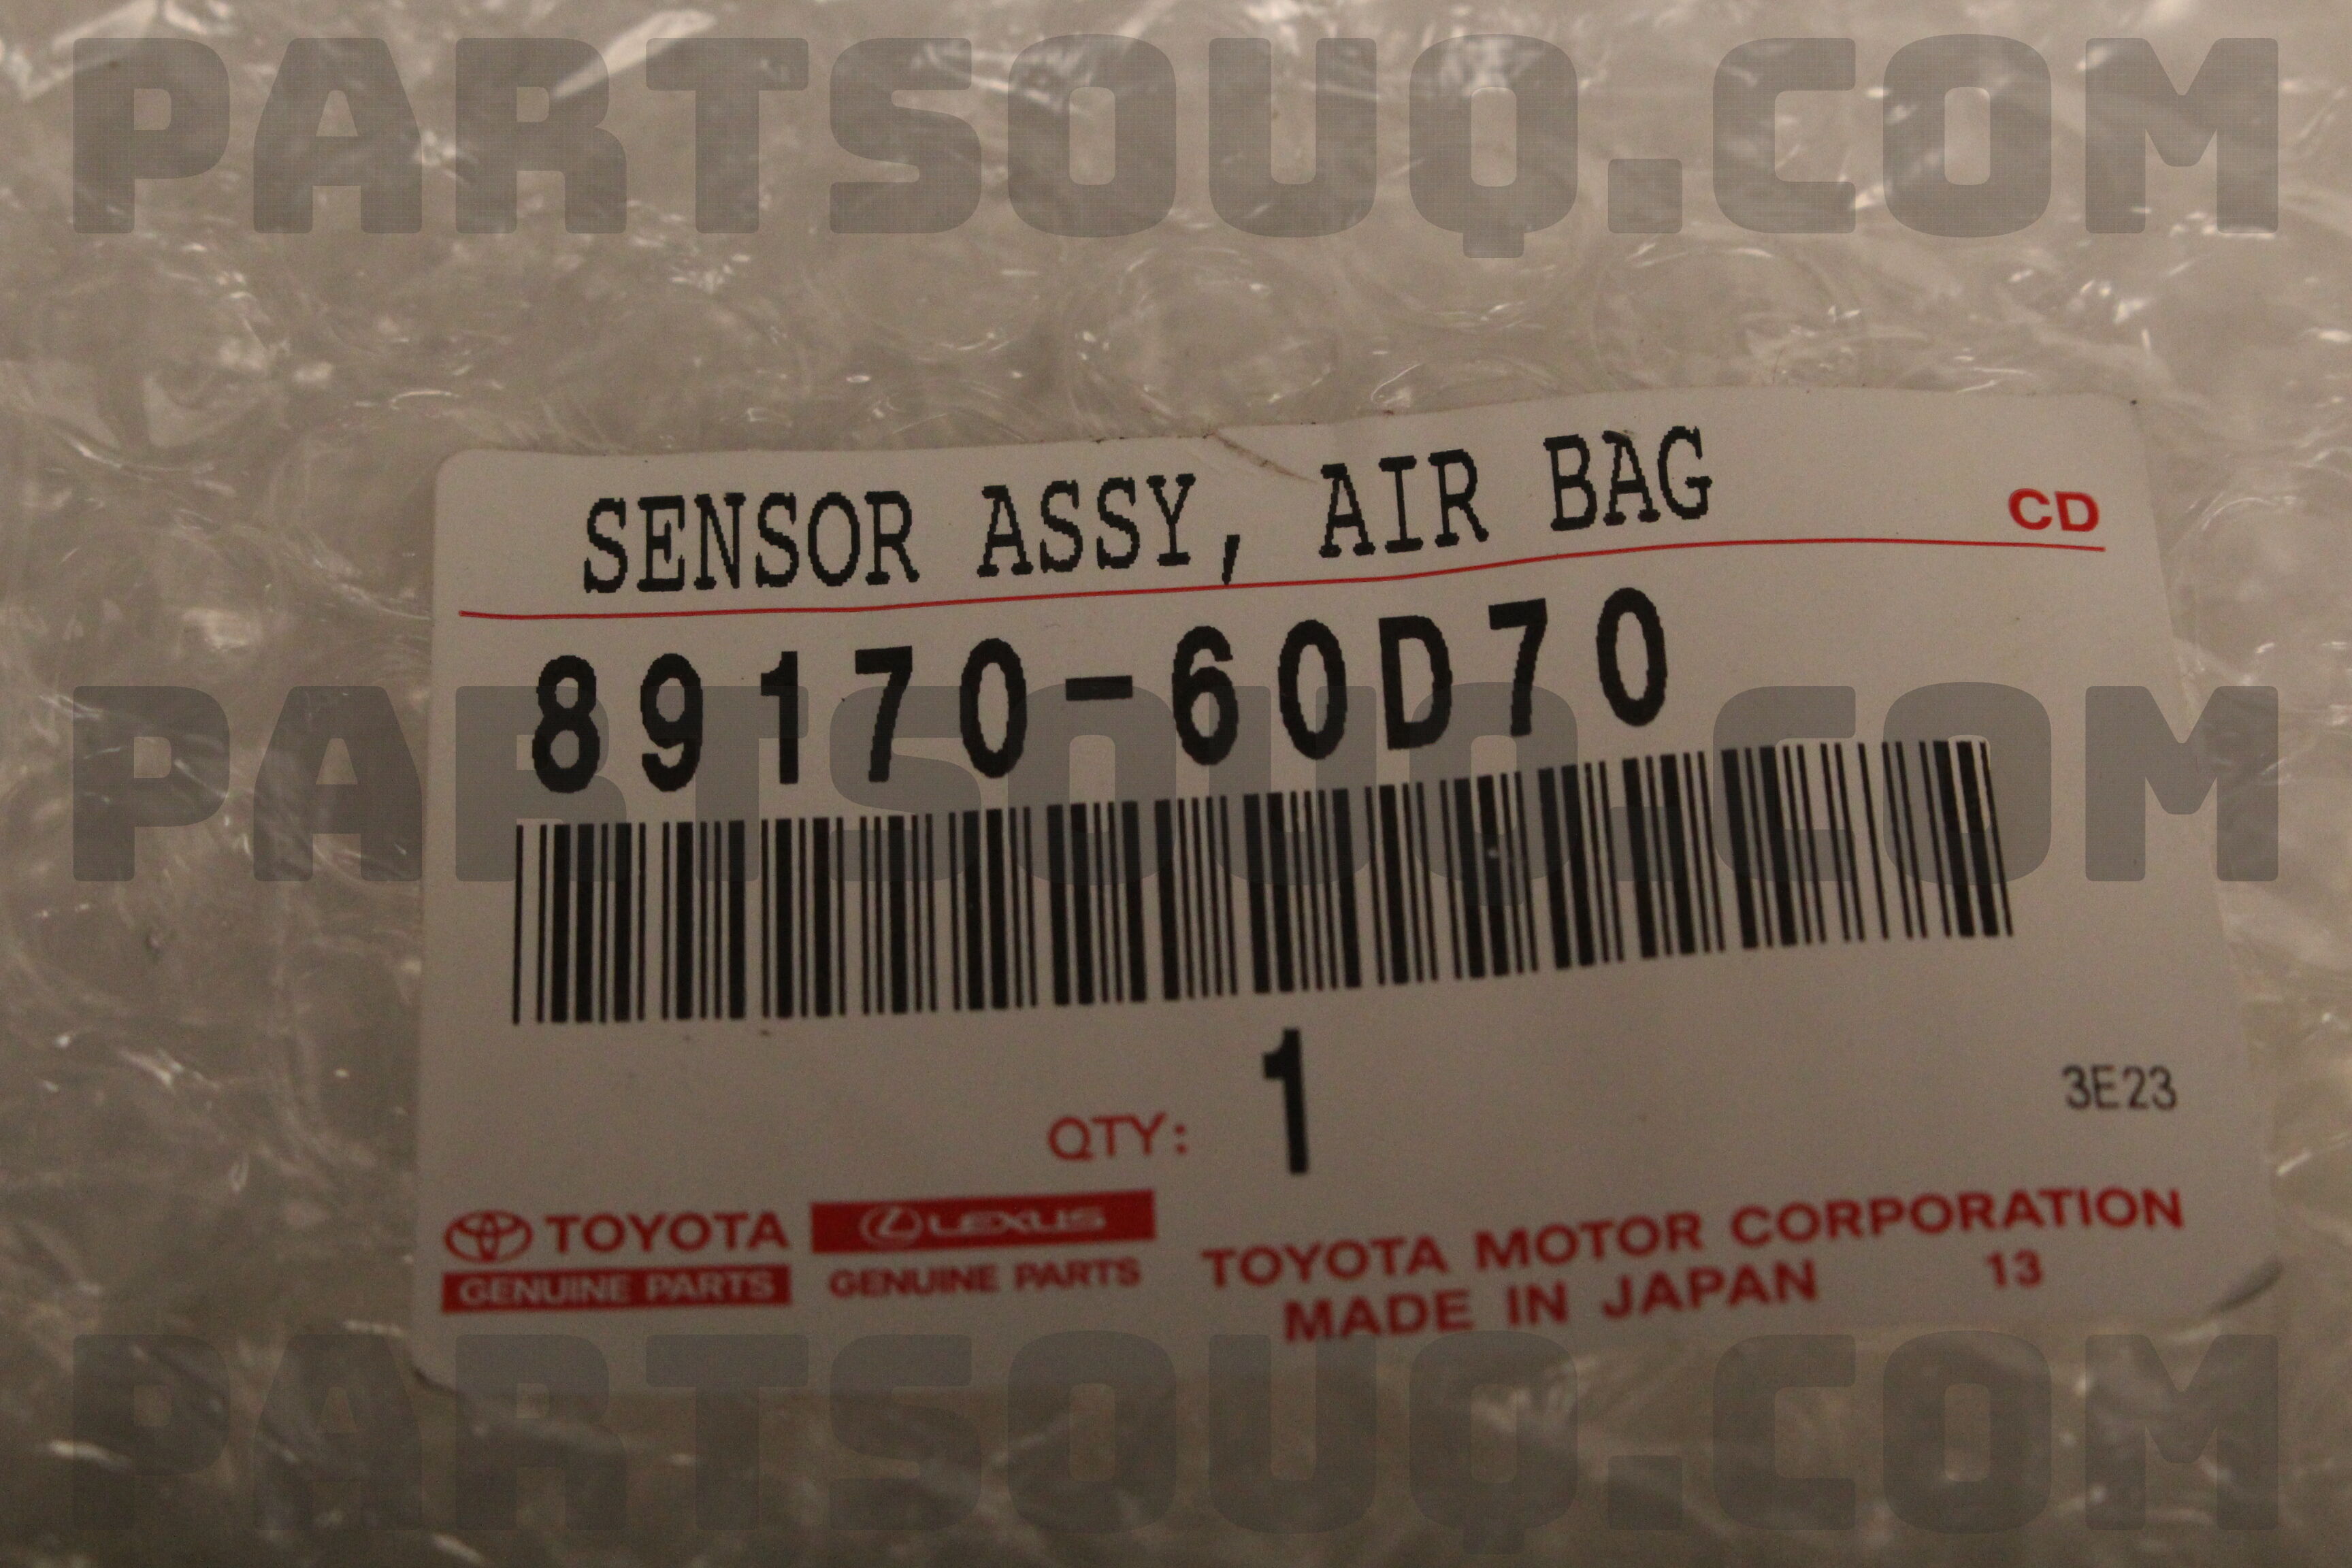 PARTSOUQ.COM
SENSOR ASSY, AIR BAG
CD
89170-60D70
PARTSOUQ.COM
QTY: 1
3E23
TOYOTA
GENUINE PARTS
LEXUS
GENUINE PARTS
TOYOTA MOTOR CORPORATION
MADE IN JAPAN 13
PARTSOUQ.COM